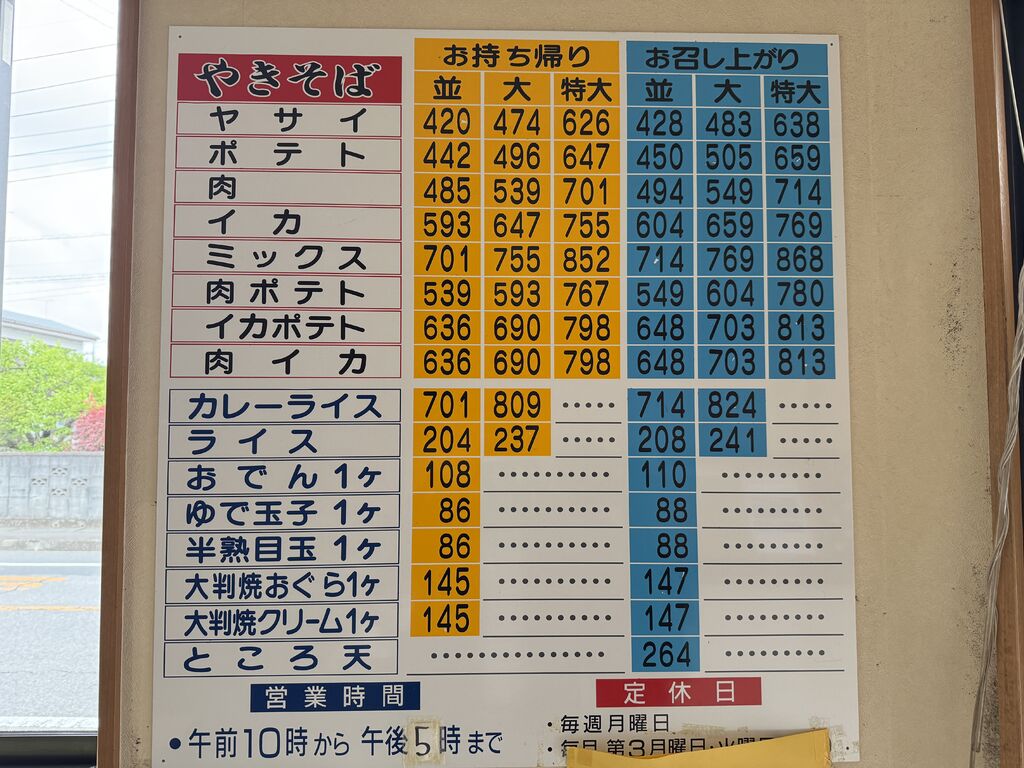 お持ち帰り お召し上がり
やきそば 並 大 特大 並 大 特大
ヤサイ 420 474 626 428 483 638
ポテト 442 496 647 450 505 659
肉 485 539 701 494 549 714
イカ 593 647 755 604 659 769
ミックス 701 755 852 714 769 868
肉ポテト 539 593 767 549 604 780
イカポテト 636 690 798 648 703 813
肉イカ 636 690 798 648 703 813
カレーライス 701 809 ・・・・・ 714 824 ・・・・・
ライス 204 237 ・・・・・ 208 241 ・・・・・
おでん1ヶ 108 ・・・・・・・・・・ 110 ・・・・・・・・・・
ゆで玉子1ヶ 86 ・・・・・・・・・・ 88 ・・・・・・・・・
半熟目玉1ヶ 86 ・・・・・・・・・・ 88 ・・・・・・・・・
大判焼おぐら1ヶ 145 ・・・・・・・・・・ 147 ・・・・・・・・・
大判焼クリーム1ヶ 145 ・・・・・・・・・・ 147 ・・・・・・・・・
ところ天 ・・・・・・・・・・・・・・・ 264 ・・・・・・・・・
営業時間 定休日
・午前10時から 午後5時まで
・毎週月曜日
・毎月 第3月曜日・火曜